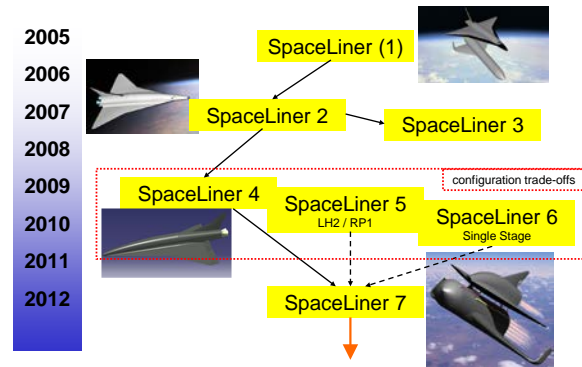 2005
SpaceLiner (1)
2006
2007
SpaceLiner 2
SpaceLiner 3
2008
configuration trade-offs
2009
SpaceLiner 4
SpaceLiner 5
LH2 / RP1
2010
SpaceLiner 6
Single Stage
2011
2012
SpaceLiner 7